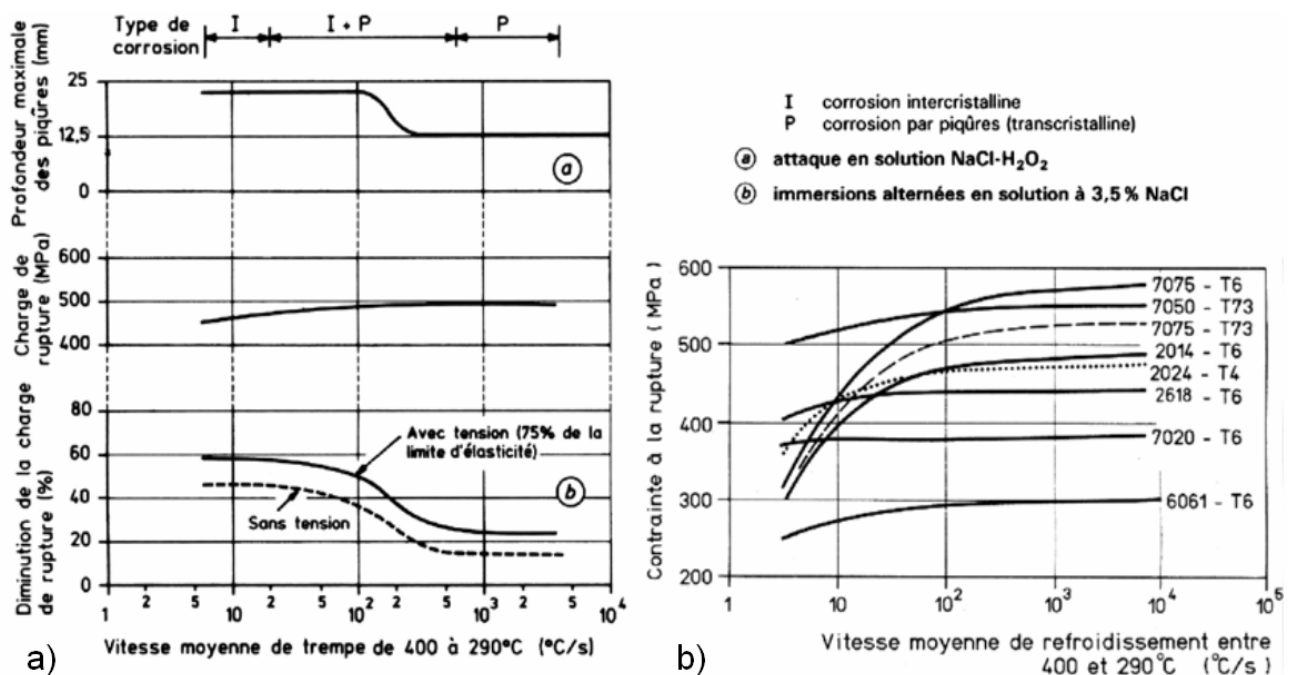 Type de
corrosion
I
I + P
P
Profondeur maximale
des piqûres (mm)
25
12,5
0
a
Charge de
rupture (MPa)
600
500
400
Diminution de la charge
de rupture (%)
80
60
40
20
0
Avec tension (75% de la
limite d'élasticité)
Sans tension
b
1 2 5 10 2 5 10² 2 5 10³ 2 5 10⁴
Vitesse moyenne de trempe de 400 à 290°C (°C/s)
a)
I corrosion intercristalline
P corrosion par piqûres (transcristalline)
a attaque en solution NaCl-H₂O₂
b immersions alternées en solution à 3,5% NaCl
Contrainte à la rupture (MPa)
600
500
400
300
200
7075 - T6
7050 - T73
7075 - T73
2014 - T6
2024 - T4
2618 - T6
7020 - T6
6061 - T6
1 10 10² 10³ 10⁴ 10⁵
Vitesse moyenne de refroidissement entre
400 et 290°C (°C/s)
b)